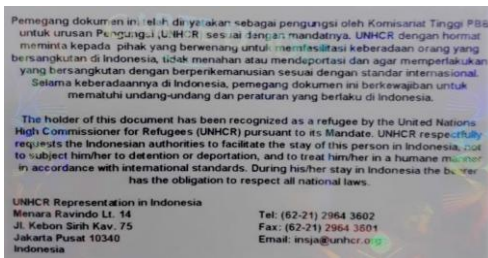 Pemegang dokumen ini telah dinyatakan sebagai pengungsi oleh Komisariat Tinggi PBB
untuk urusan Pengungsi (UNHCR) sesuai dengan mandatnya. UNHCR dengan hormat
meminta kepada pihak yang berwenang untuk memfasilitasi keberadaan orang yang
bersangkutan di Indonesia, tidak menahan atau mendeportasi dan agar memperlakukan
yang bersangkutan dengan berperikemanusian sesuai dengan standar internasional.
Selama keberadaannya di Indonesia, pemegang dokumen ini berkewajiban untuk
mematuhi undang-undang dan peraturan yang berlaku di Indonesia.
The holder of this document has been recognized as a refugee by the United Nations
High Commissioner for Refugees (UNHCR) pursuant to its Mandate. UNHCR respectfully
requests the Indonesian authorities to facilitate the stay of this person in Indonesia, not
to subject him/her to detention or deportation, and to treat him/her in a humane manner
in accordance with international standards. During his/her stay in Indonesia the bearer
has the obligation to respect all national laws.
UNHCR Representation in Indonesia
Menara Ravindo Lt. 14
Jl. Kebon Sirih Kav. 75
Jakarta Pusat 10340
Indonesia
Tel: (62-21) 2964 3602
Fax: (62-21) 2964 3601
Email: insja@unhcr.org